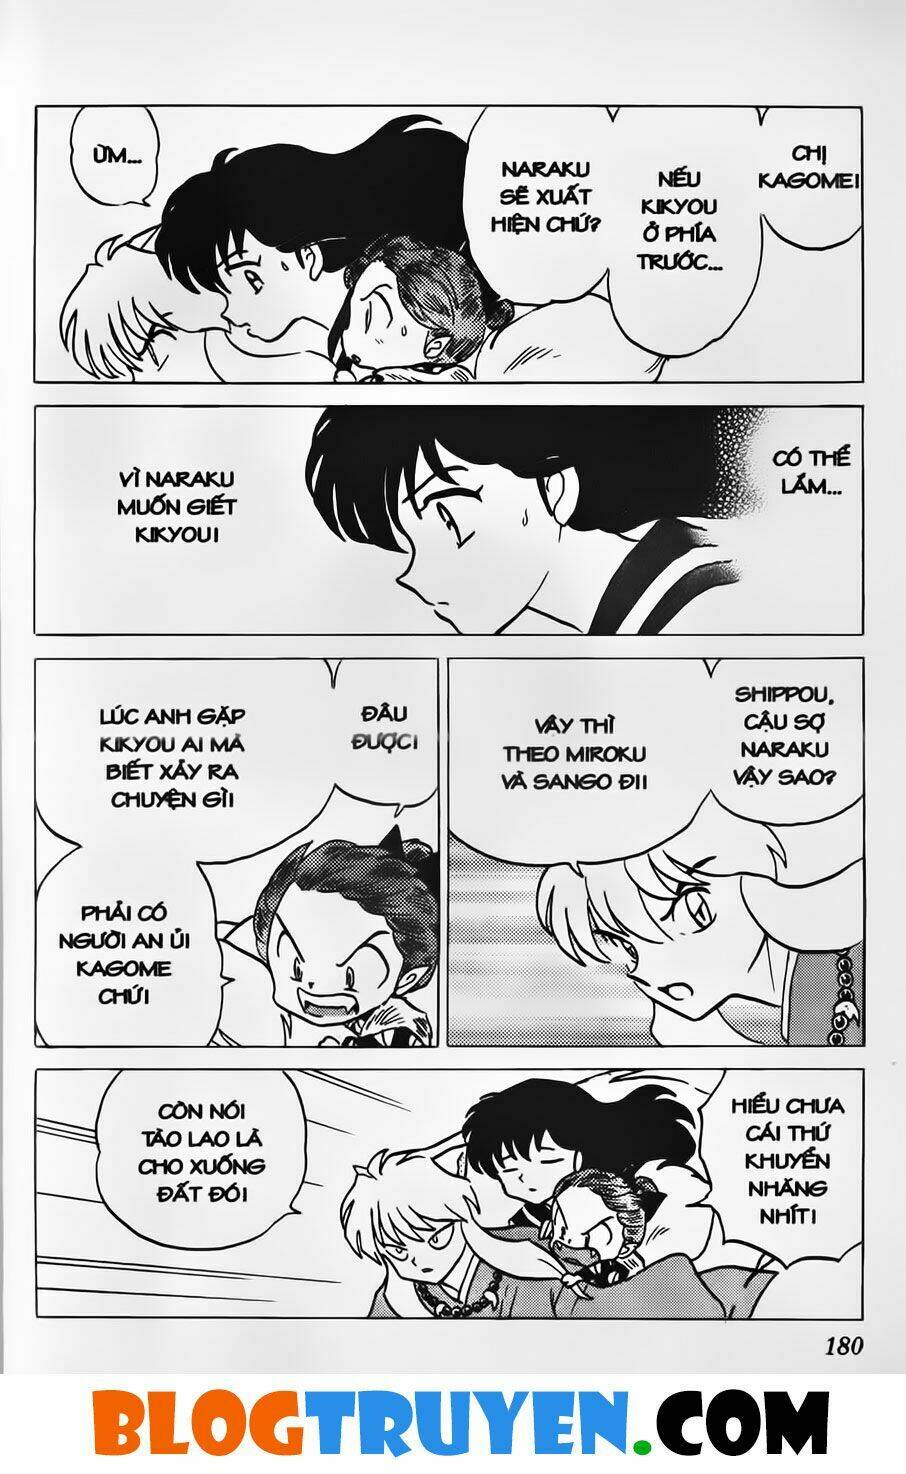 CHỊ
KAGOME!
NẾU
KIKYOU
Ở PHÍA
TRƯỚC...
NARAKU
SẼ XUẤT
HIỆN CHỨ?
ỪM...
CÓ THỂ
LẮM...
VÌ NARAKU
MUỐN GIẾT
KIKYOU!
SHIPPOU,
CẬU SỢ
NARAKU
VẬY SAO?
VẬY THÌ
THEO MIROKU
VÀ SANGO ĐI!
ĐÂU
ĐƯỢC!
LÚC ANH GẶP
KIKYOU AI MÀ
BIẾT XẢY RA
CHUYỆN GÌ!
PHẢI CÓ
NGƯỜI AN ỦI
KAGOME
CHỨ!
HIỂU CHƯA
CÁI THỨ
KHUYỂN
NHĂNG
NHÍT!
CÒN NÓI
TÀO LAO LÀ
CHO XUỐNG
ĐẤT ĐÓ!
180
BLOGTRUYEN.COM